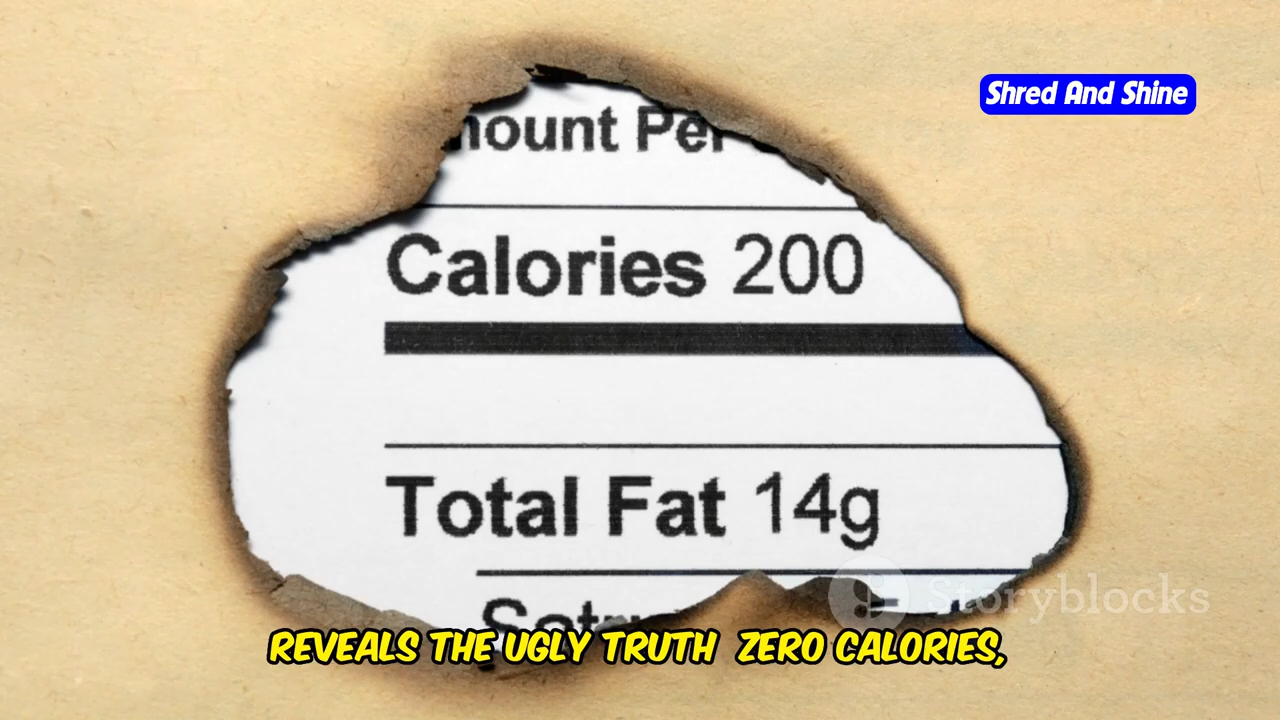 Shred And Shine
Calories 200
Total Fat 14g
Storyblocks
REVEALS THE UGLY TRUTH ZERO CALORIES,